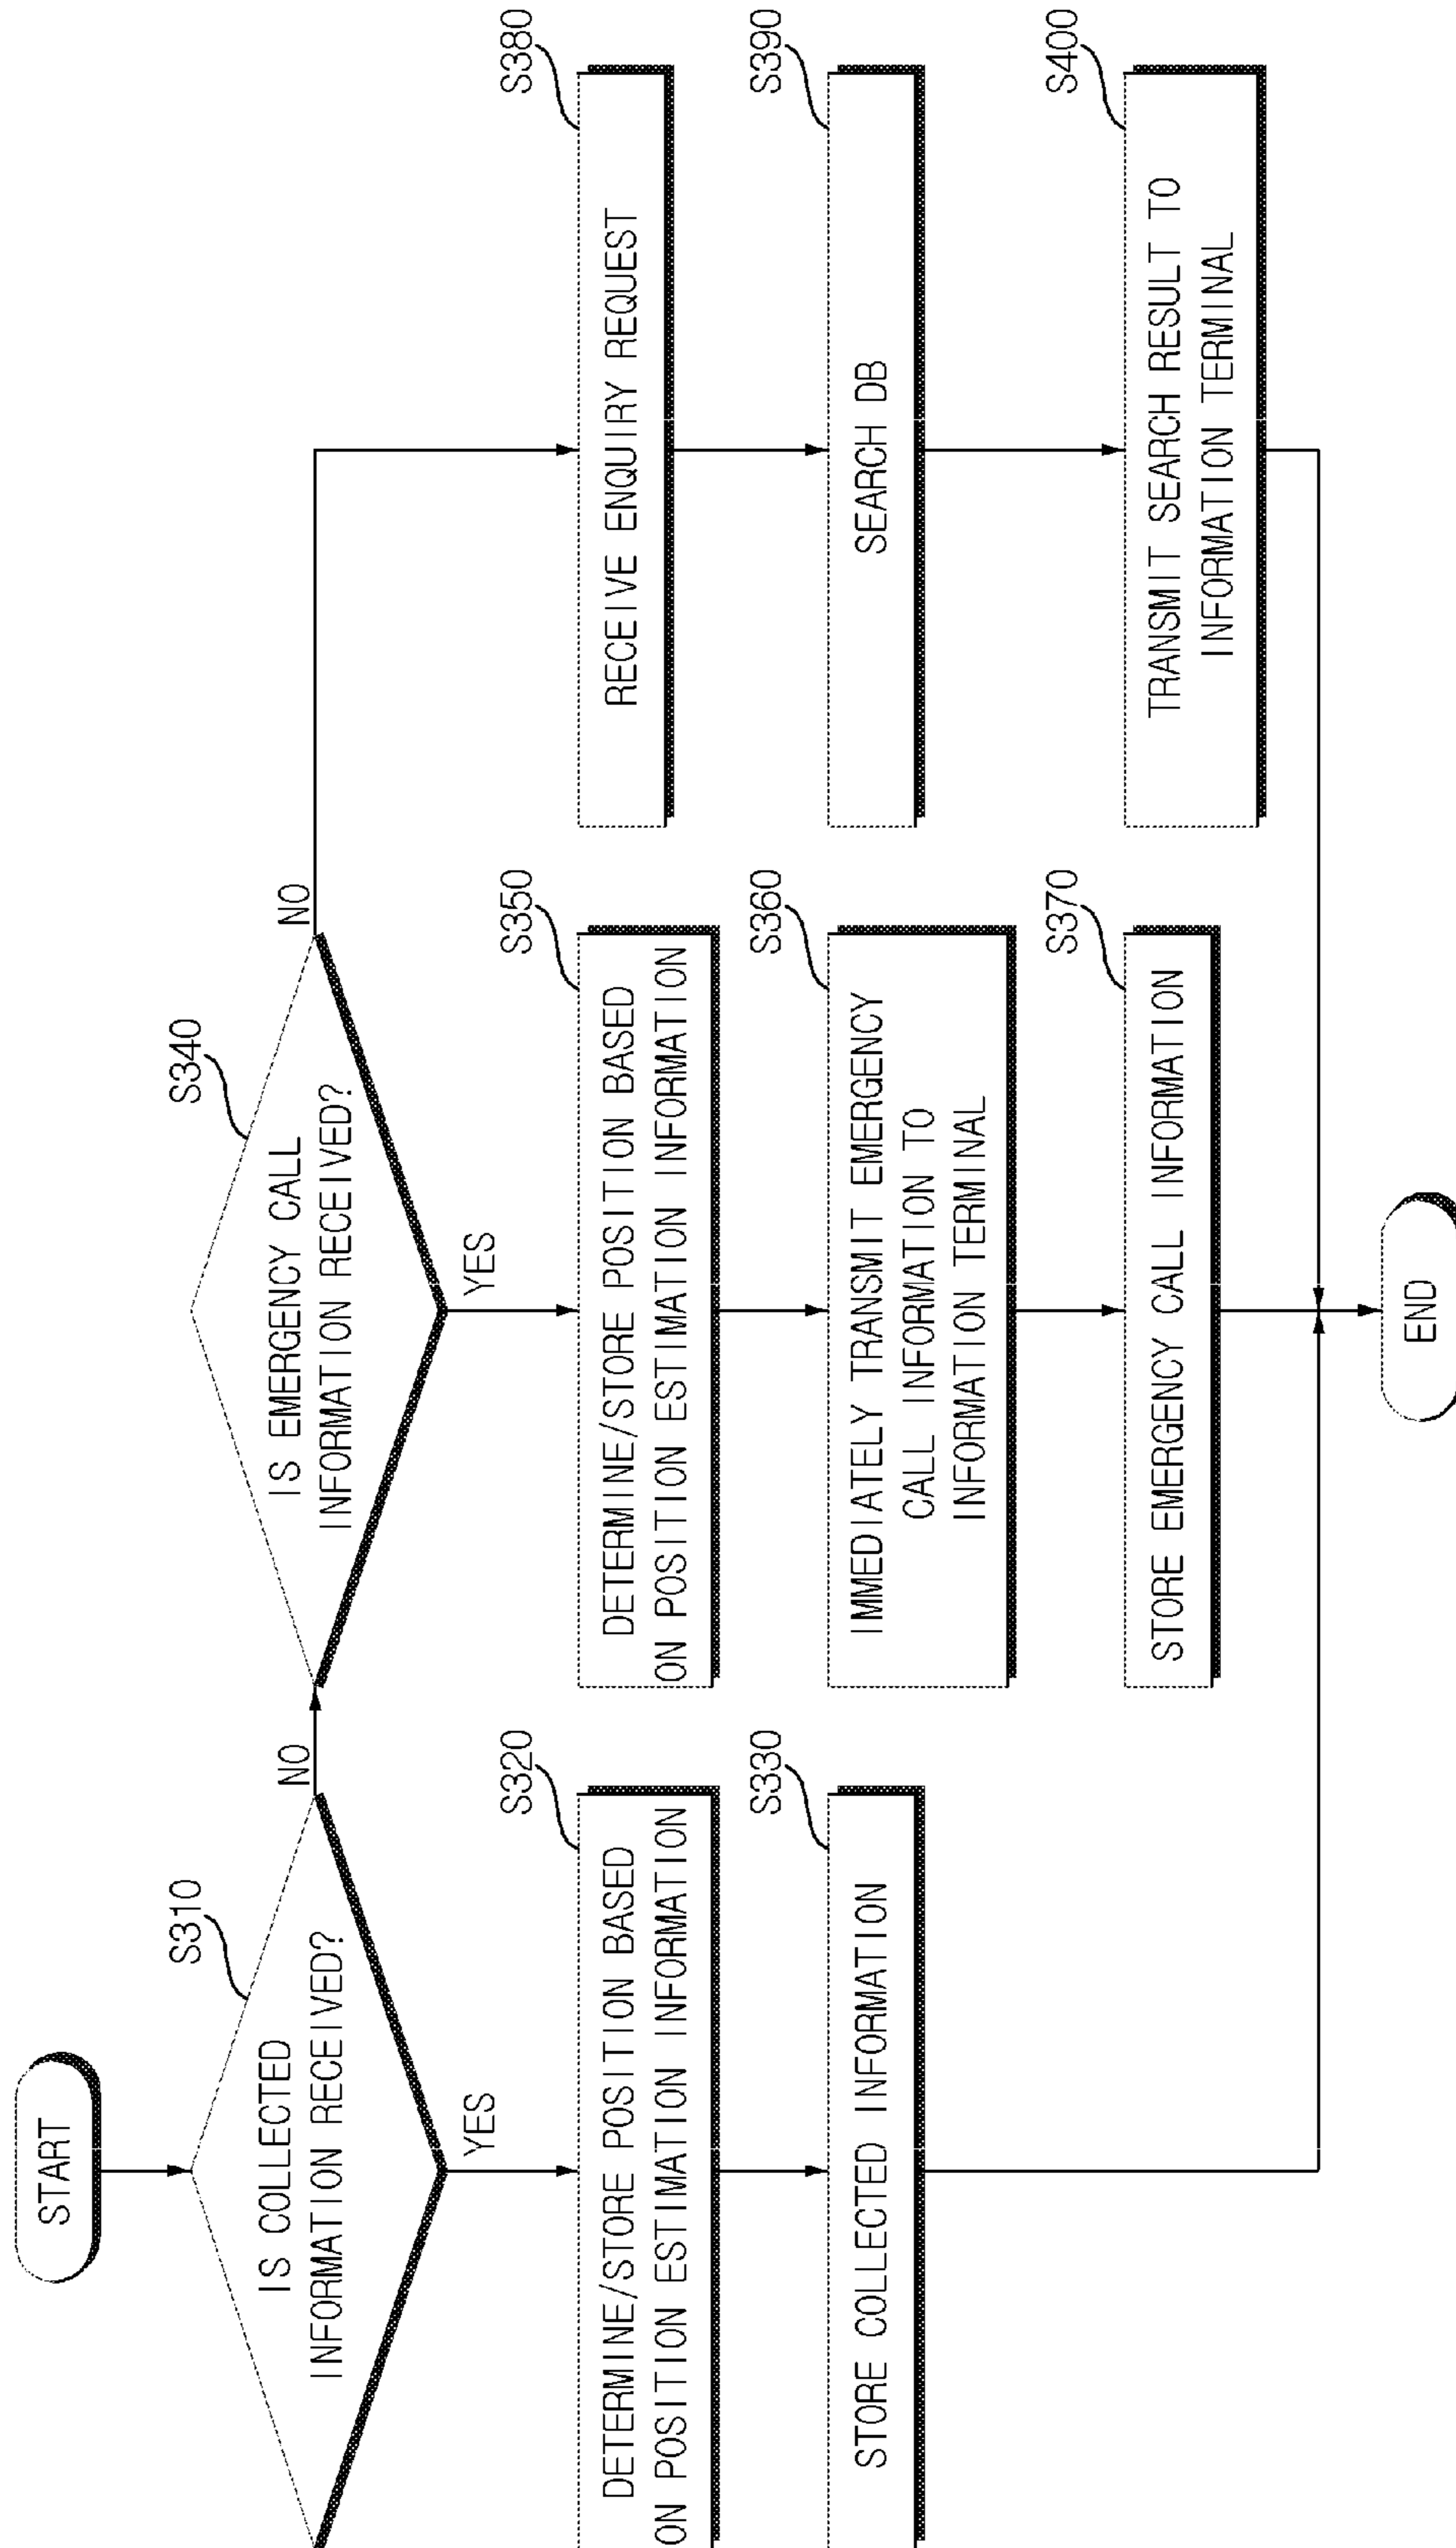 START
S310
IS COLLECTED
INFORMATION RECEIVED?
NO
YES
S320
DETERMINE/STORE POSITION BASED
ON POSITION ESTIMATION INFORMATION
S330
STORE COLLECTED INFORMATION
S340
IS EMERGENCY CALL
INFORMATION RECEIVED?
NO
YES
S350
DETERMINE/STORE POSITION BASED
ON POSITION ESTIMATION INFORMATION
S360
IMMEDIATELY TRANSMIT EMERGENCY
CALL INFORMATION TO
INFORMATION TERMINAL
S370
STORE EMERGENCY CALL INFORMATION
S380
RECEIVE ENQUIRY REQUEST
S390
SEARCH DB
S400
TRANSMIT SEARCH RESULT TO
INFORMATION TERMINAL
END